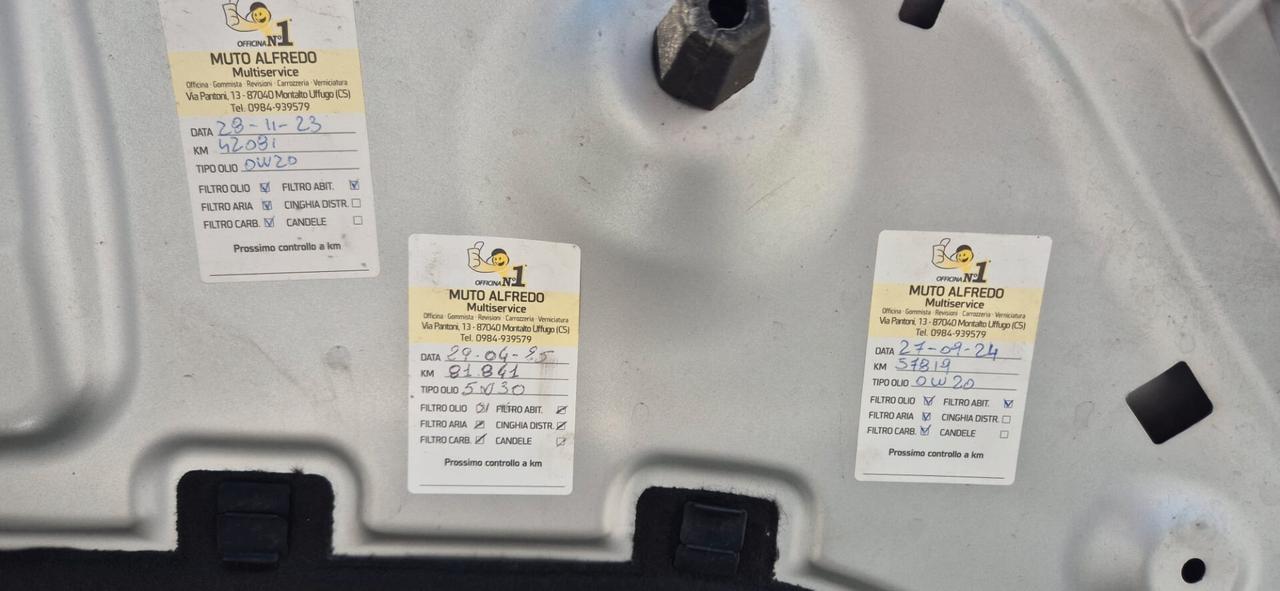 OFFICINA N°1
MUTO ALFREDO
Multiservice
Officina · Gommista · Revisioni · Carrozzeria · Verniciatura
Via Pantoni, 13 - 87040 Montalto Uffugo (CS)
Tel. 0984-939579
DATA 28-11-23
KM 42081
TIPO OLIO 0W20
FILTRO OLIO FILTRO ABIT.
FILTRO ARIA CINGHIA DISTR.
FILTRO CARB. CANDELE
Prossimo controllo a km
OFFICINA N°1
MUTO ALFREDO
Multiservice
Officina · Gommista · Revisioni · Carrozzeria · Verniciatura
Via Pantoni, 13 - 87040 Montalto Uffugo (CS)
Tel. 0984-939579
DATA 29-04-25
KM 81841
TIPO OLIO 5W30
FILTRO OLIO FILTRO ABIT.
FILTRO ARIA CINGHIA DISTR.
FILTRO CARB. CANDELE
Prossimo controllo a km
OFFICINA N°1
MUTO ALFREDO
Multiservice
Officina · Gommista · Revisioni · Carrozzeria · Verniciatura
Via Pantoni, 13 - 87040 Montalto Uffugo (CS)
Tel. 0984-939579
DATA 27-09-24
KM 57819
TIPO OLIO 0W20
FILTRO OLIO FILTRO ABIT.
FILTRO ARIA CINGHIA DISTR.
FILTRO CARB. CANDELE
Prossimo controllo a km